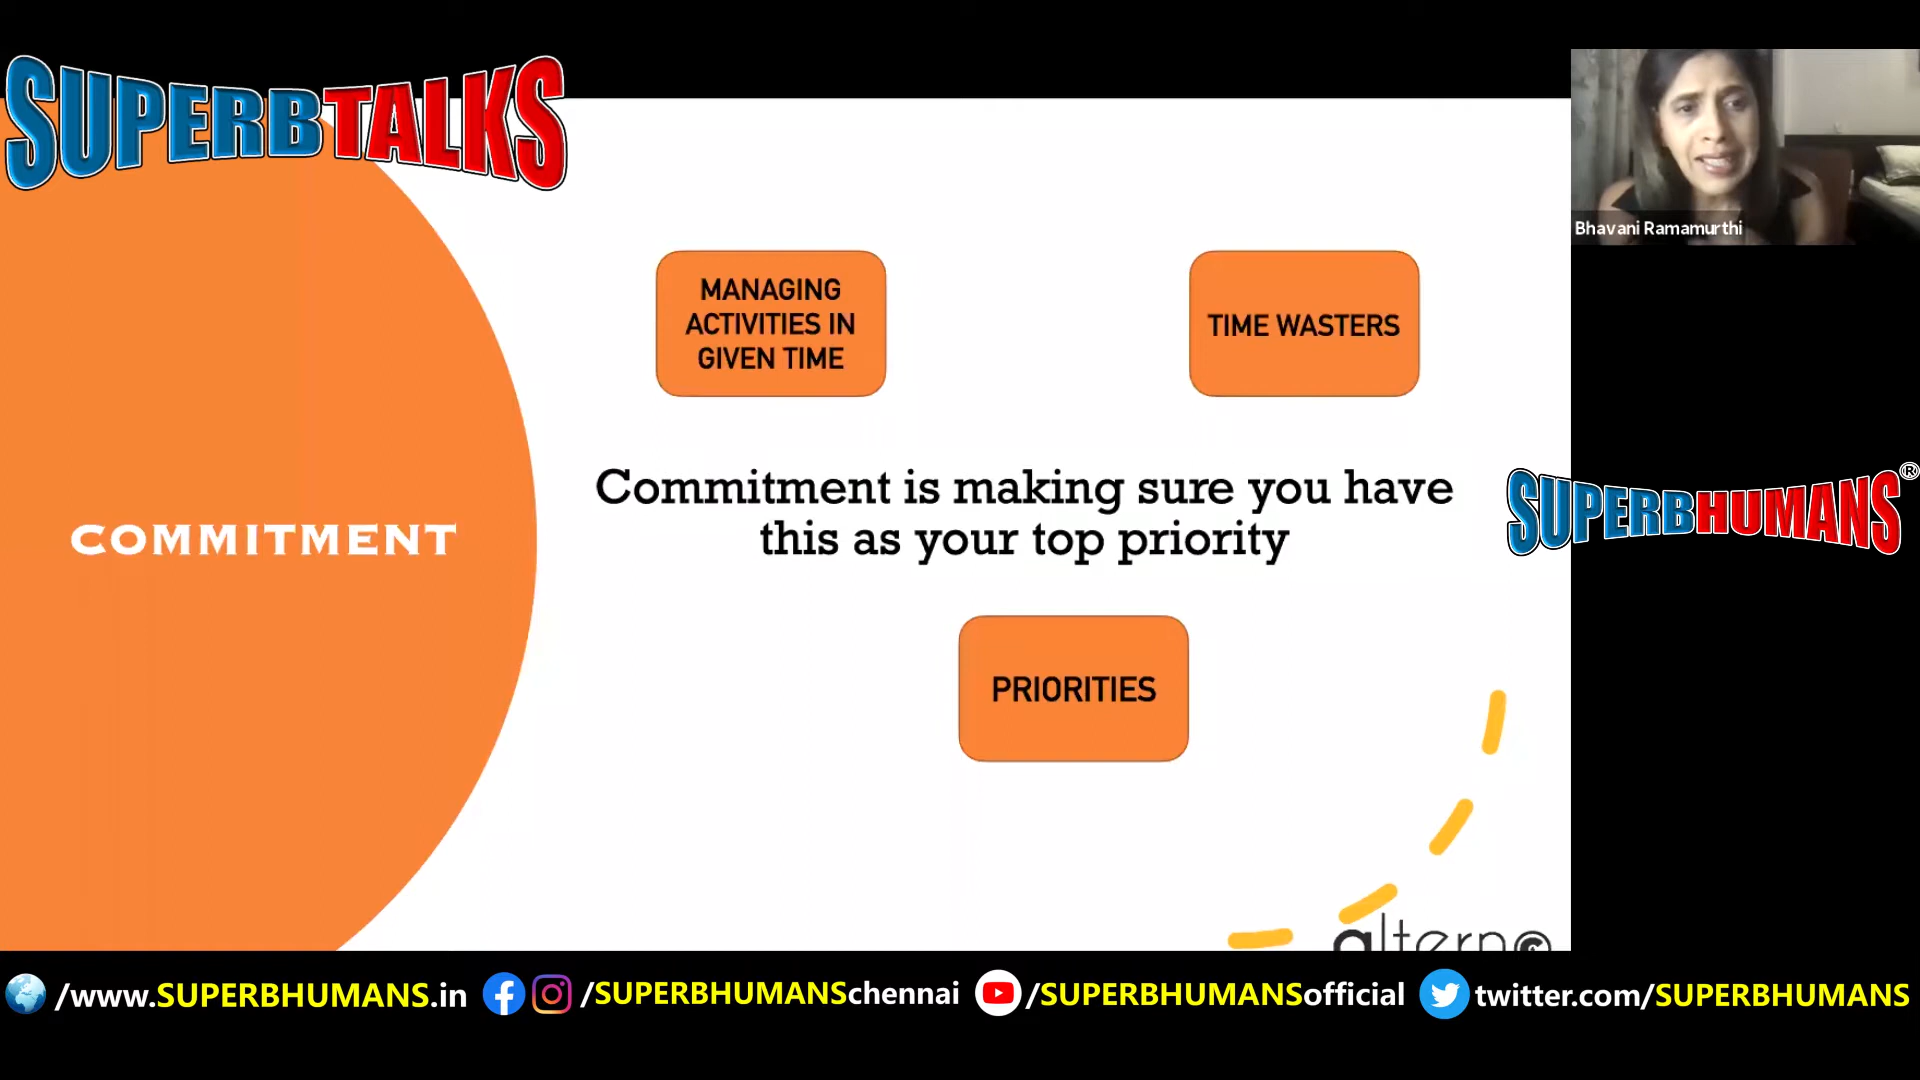 SUPERBTALKS
Bhavani Ramamurthi
MANAGING
ACTIVITIES IN
GIVEN TIME
TIME WASTERS
Commitment is making sure you have
this as your top priority
COMMITMENT
SUPERBHUMANS®
PRIORITIES
/www.SUPERBHUMANS.in /SUPERBHUMANSchennai /SUPERBHUMANSofficial twitter.com/SUPERBHUMANS